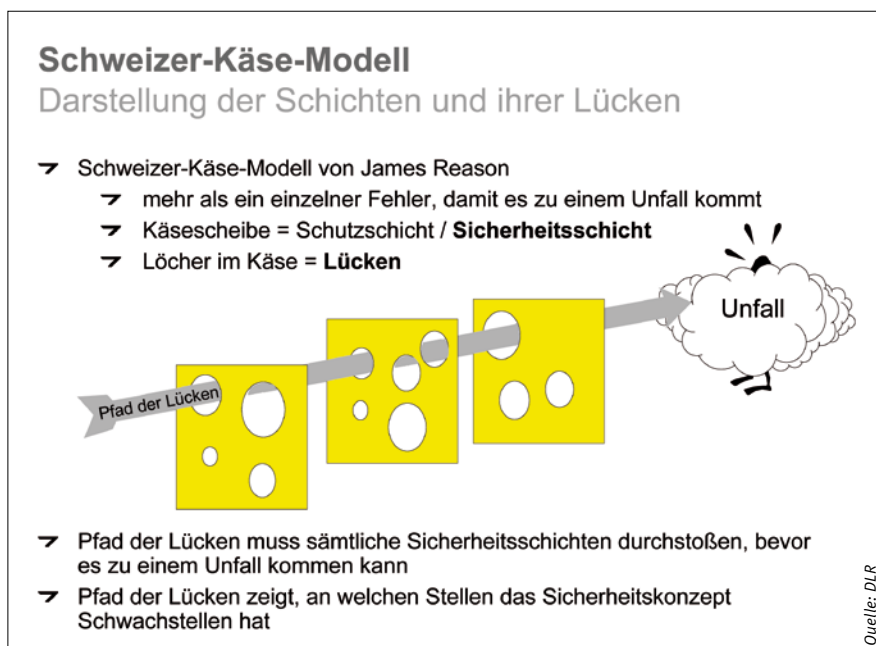 Schweizer-Käse-Modell
Darstellung der Schichten und ihrer Lücken
Schweizer-Käse-Modell von James Reason
mehr als ein einzelner Fehler, damit es zu einem Unfall kommt
Käsescheibe = Schutzschicht / Sicherheitsschicht
Löcher im Käse = Lücken
Unfall
Pfad der Lücken
Pfad der Lücken muss sämtliche Sicherheitsschichten durchstoßen, bevor
es zu einem Unfall kommen kann
Pfad der Lücken zeigt, an welchen Stellen das Sicherheitskonzept
Schwachstellen hat
Quelle: DLR